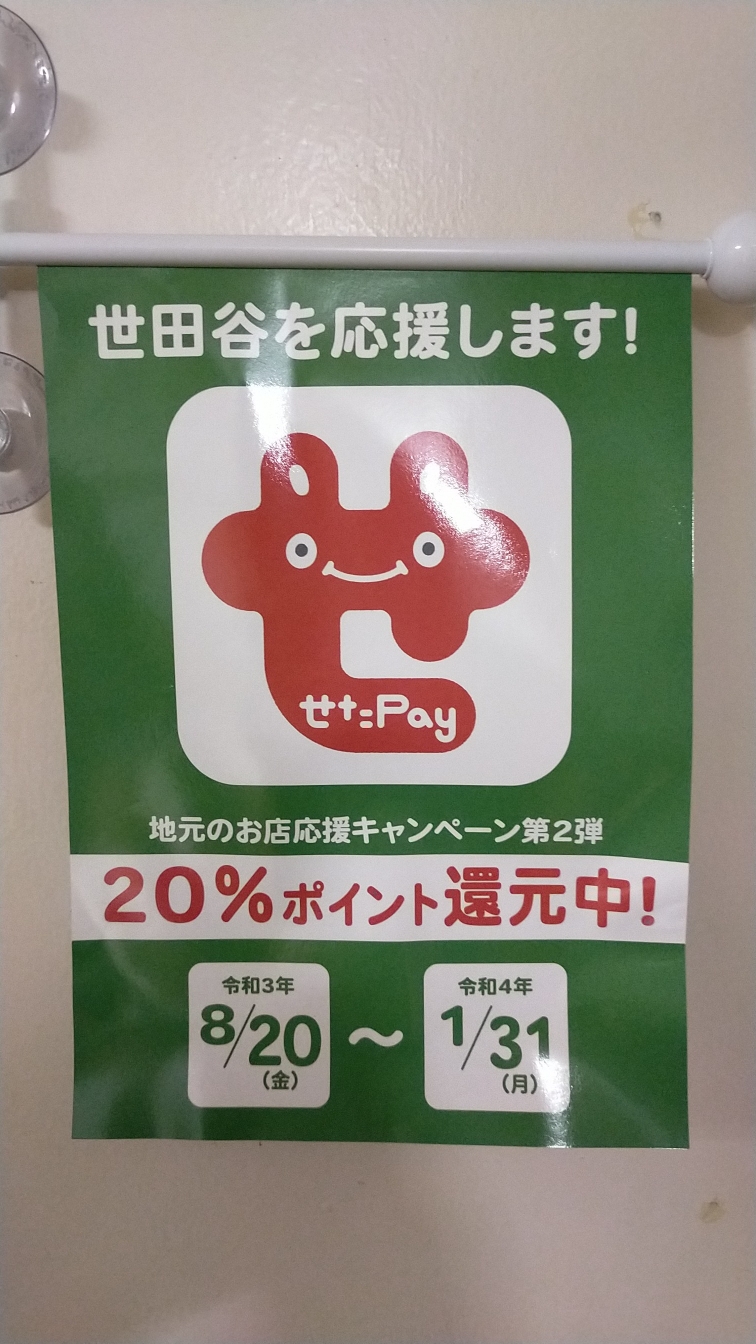 世田谷を応援します!
せたPay
地元のお店応援キャンペーン第2弾
20%ポイント還元中!
令和3年
8/20
(金)
～
令和4年
1/31
(月)